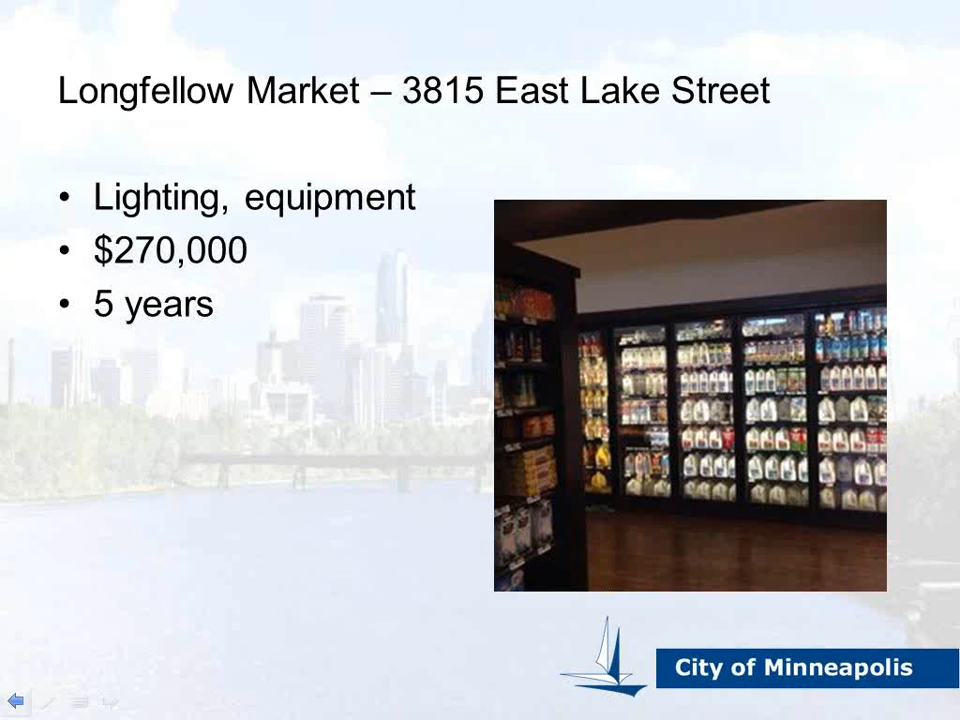 Longfellow Market – 3815 East Lake Street
• Lighting, equipment
• $270,000
• 5 years
City of Minneapolis